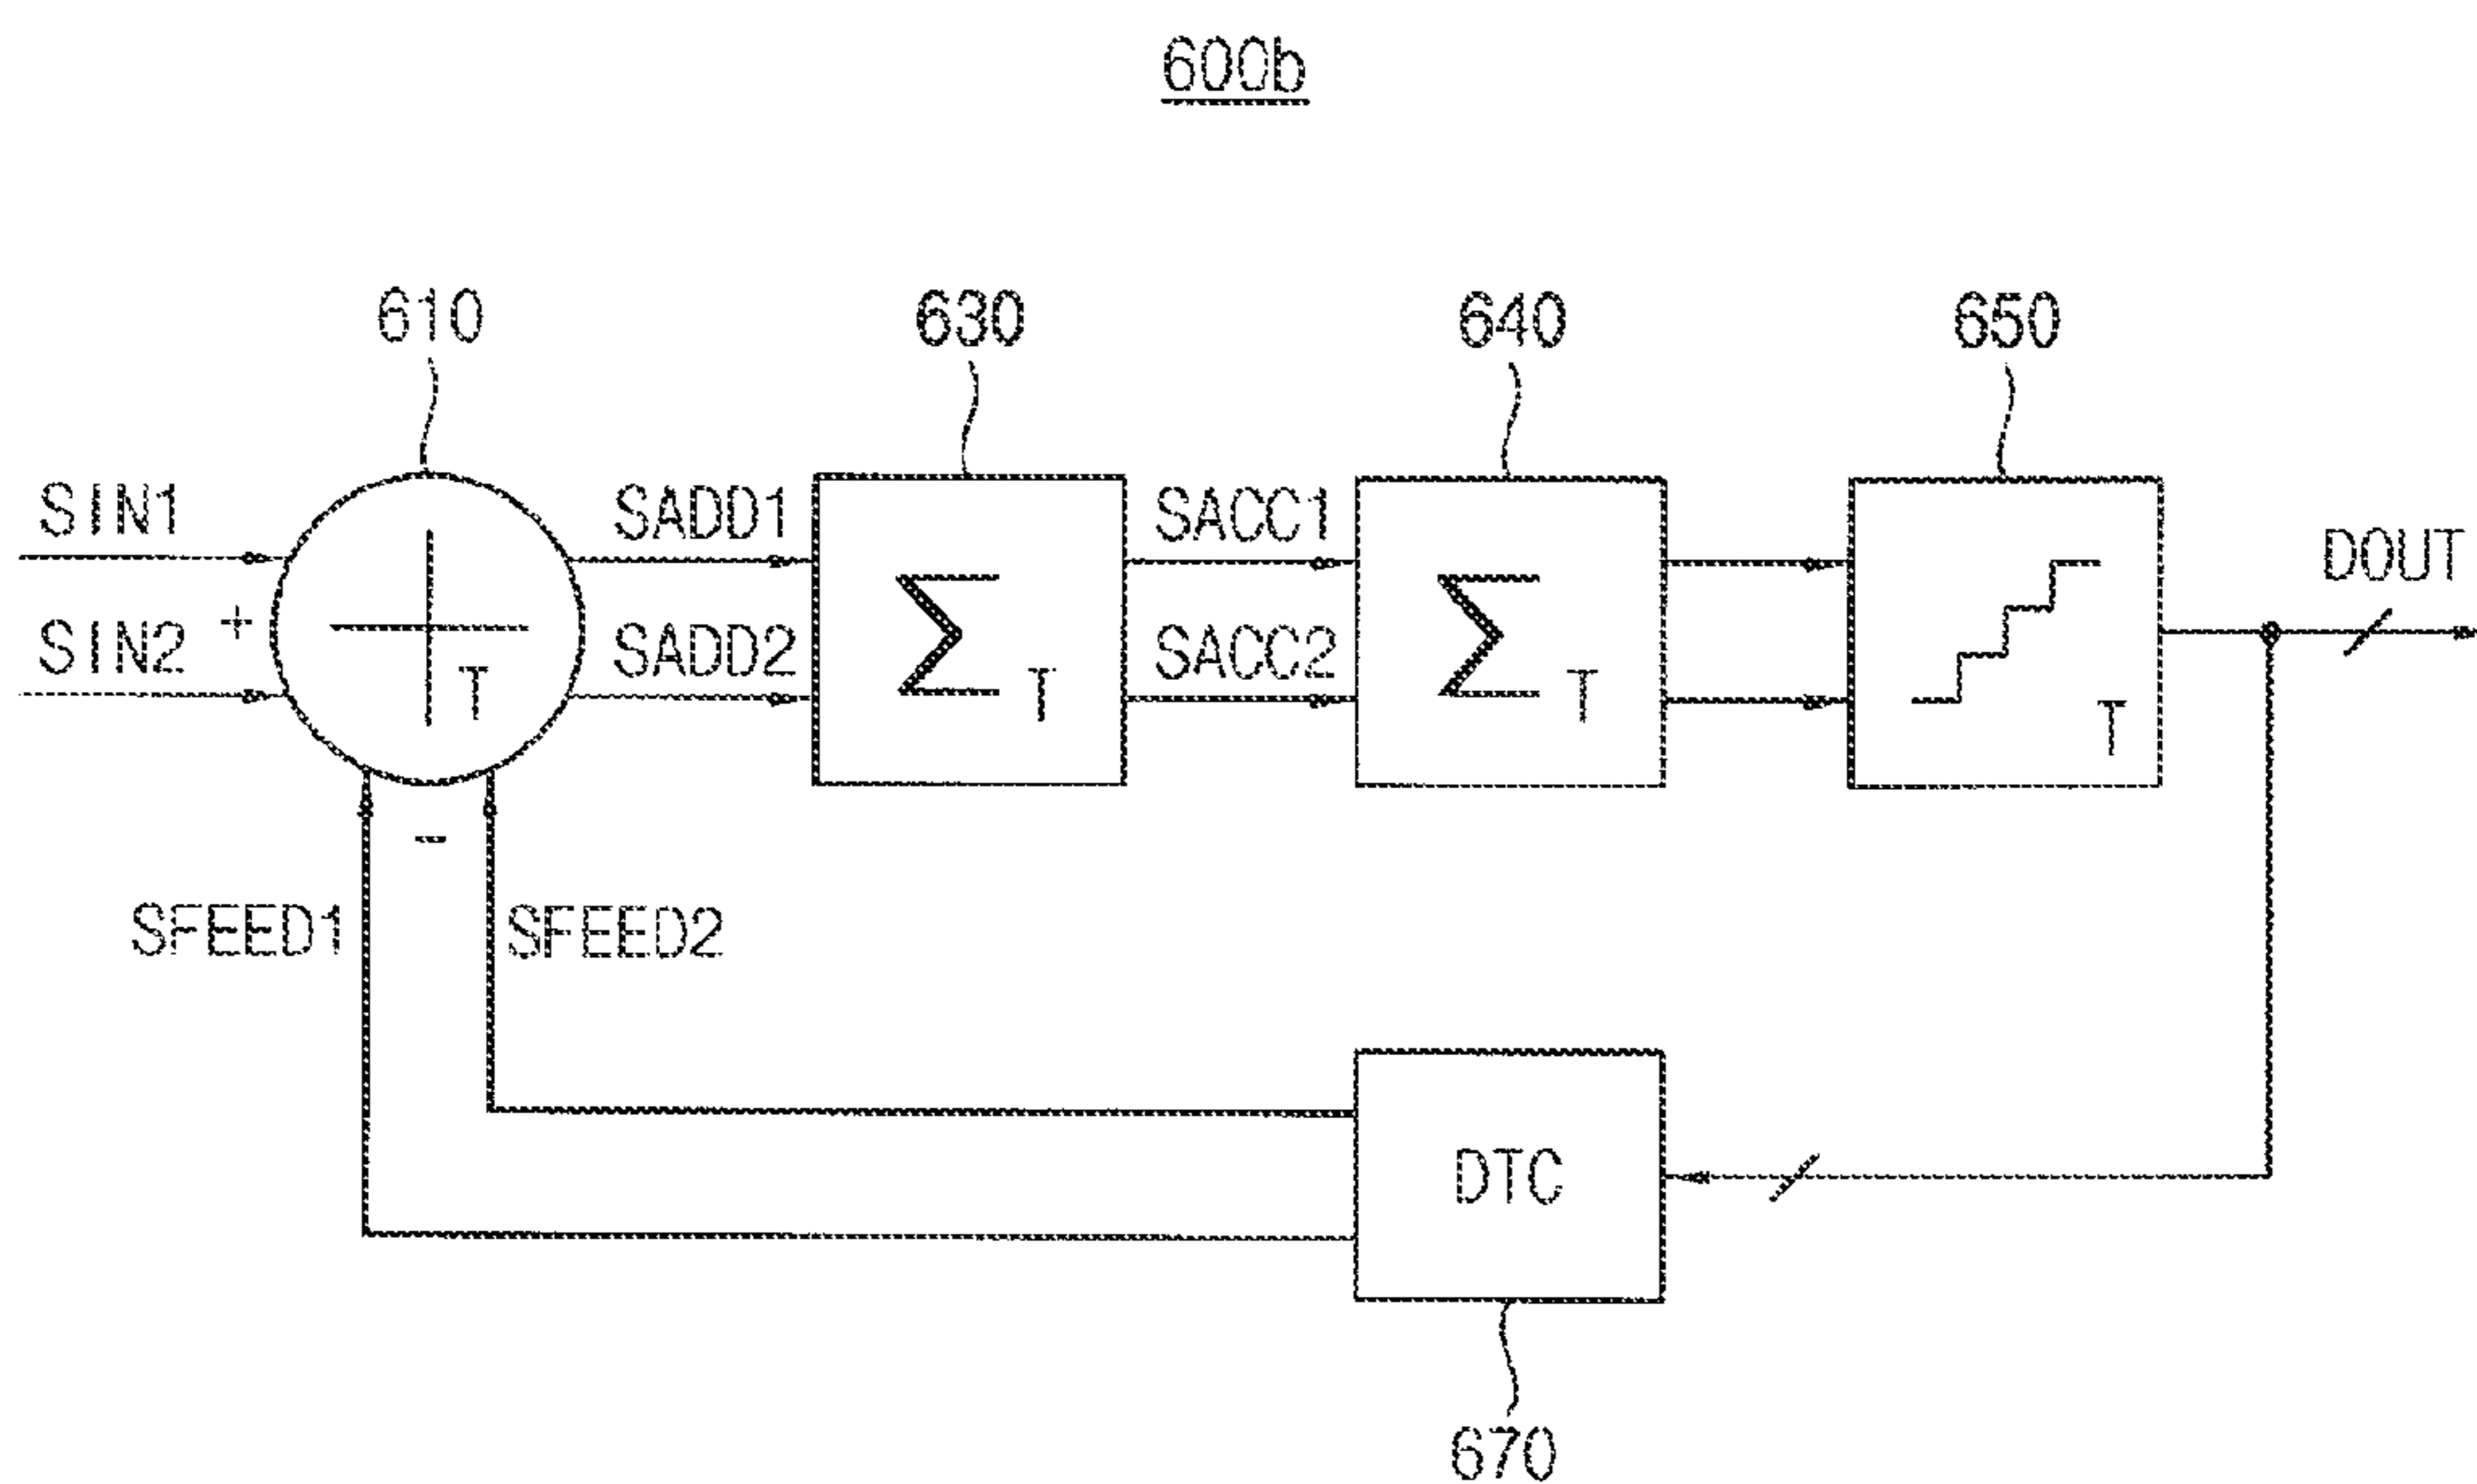 600b
610
630
640
650
SIN1
SADD1
SACC1
DOUT
SIN2
+
T
SADD2
Σ T
SACC2
Σ T
T
-
SFEED1
SFEED2
DTC
670